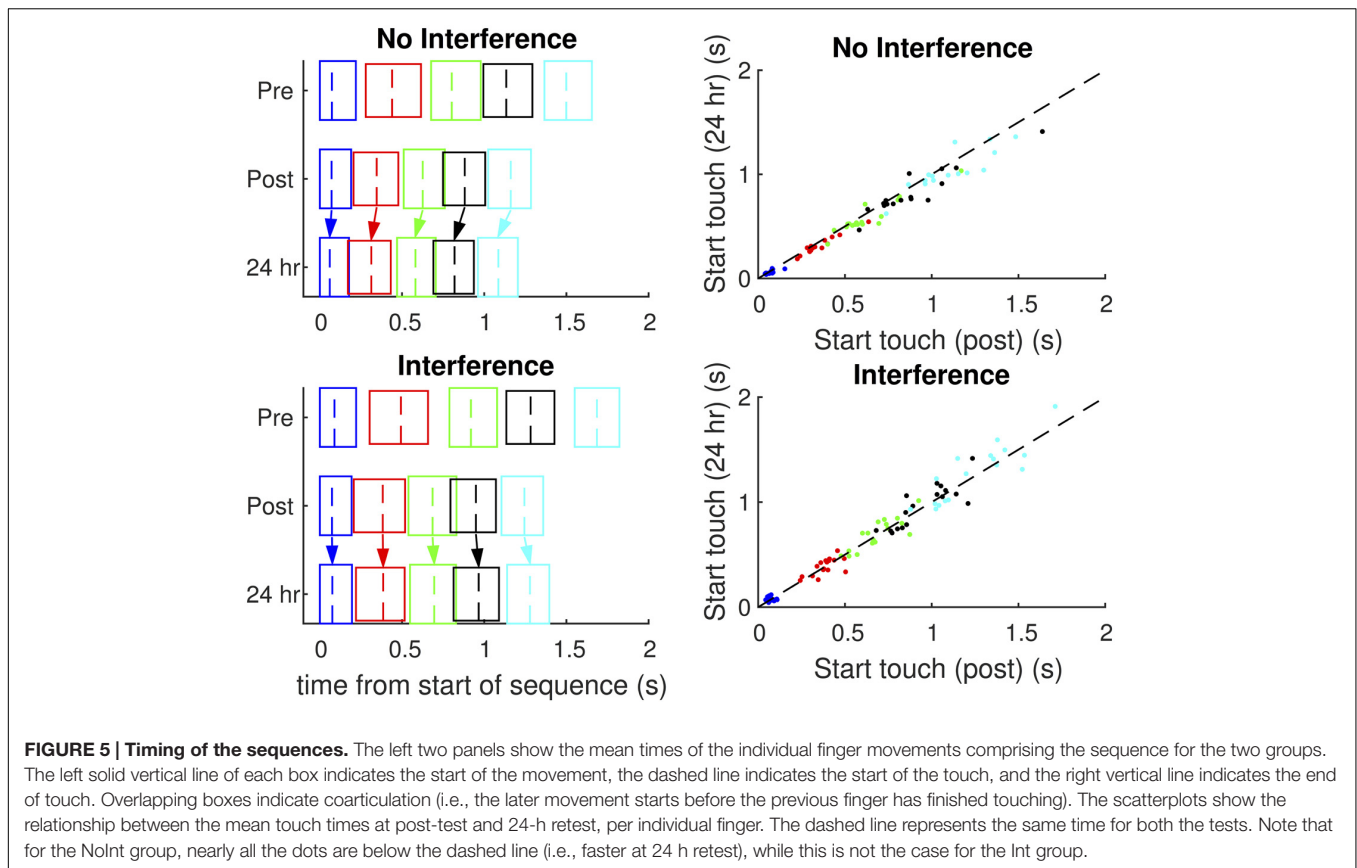 No Interference
Pre
Post
24 hr
0 0.5 1 1.5 2
No Interference
Start touch (24 hr) (s)
2
1
0
0 0.5 1 1.5 2
Start touch (post) (s)
Interference
Pre
Post
24 hr
0 0.5 1 1.5 2
time from start of sequence (s)
Interference
Start touch (24 hr) (s)
2
1
0
0 0.5 1 1.5 2
Start touch (post) (s)
FIGURE 5 | Timing of the sequences. The left two panels show the mean times of the individual finger movements comprising the sequence for the two groups.
The left solid vertical line of each box indicates the start of the movement, the dashed line indicates the start of the touch, and the right vertical line indicates the end
of touch. Overlapping boxes indicate coarticulation (i.e., the later movement starts before the previous finger has finished touching). The scatterplots show the
relationship between the mean touch times at post-test and 24-h retest, per individual finger. The dashed line represents the same time for both the tests. Note that
for the NoInt group, nearly all the dots are below the dashed line (i.e., faster at 24 h retest), while this is not the case for the Int group.